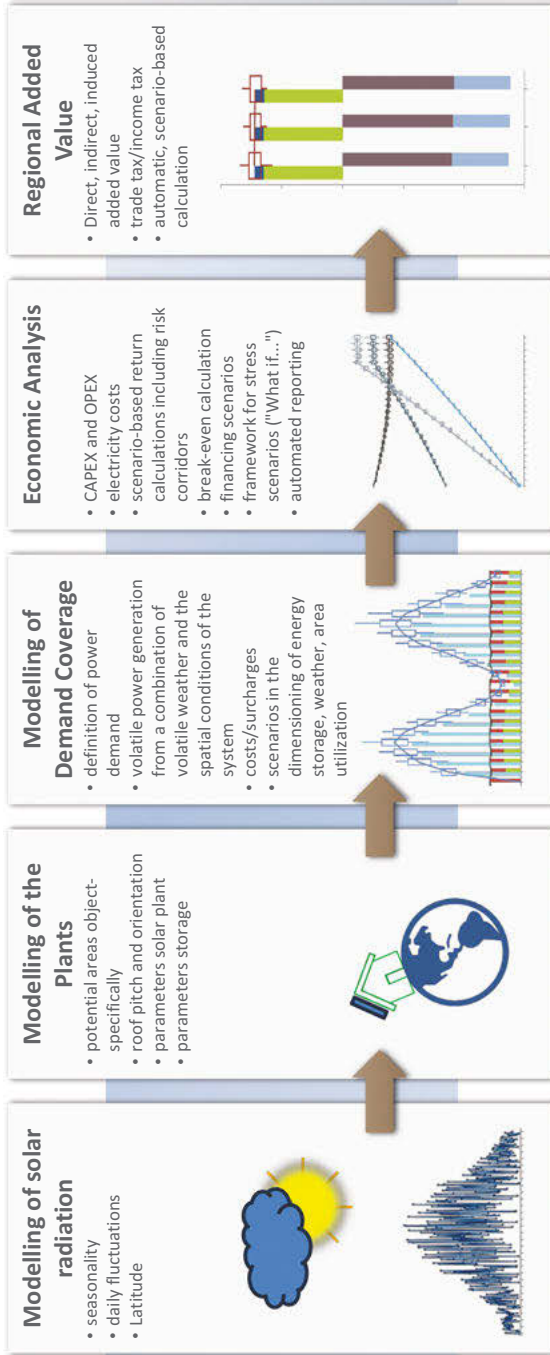 Modelling of solar
radiation
• seasonality
• daily fluctuations
• Latitude
Modelling of the
Plants
• potential areas object-
specifically
• roof pitch and orientation
• parameters solar plant
• parameters storage
Modelling of
Demand Coverage
• definition of power
demand
• volatile power generation
from a combination of
volatile weather and the
spatial conditions of the
system
• costs/surcharges
• scenarios in the
dimensioning of energy
storage, weather, area
utilization
Economic Analysis
• CAPEX and OPEX
• electricity costs
• scenario-based return
calculations including risk
corridors
• break-even calculation
• financing scenarios
• framework for stress
scenarios ("What if...")
• automated reporting
Regional Added
Value
• Direct, indirect, induced
added value
• trade tax/income tax
• automatic, scenario-based
calculation